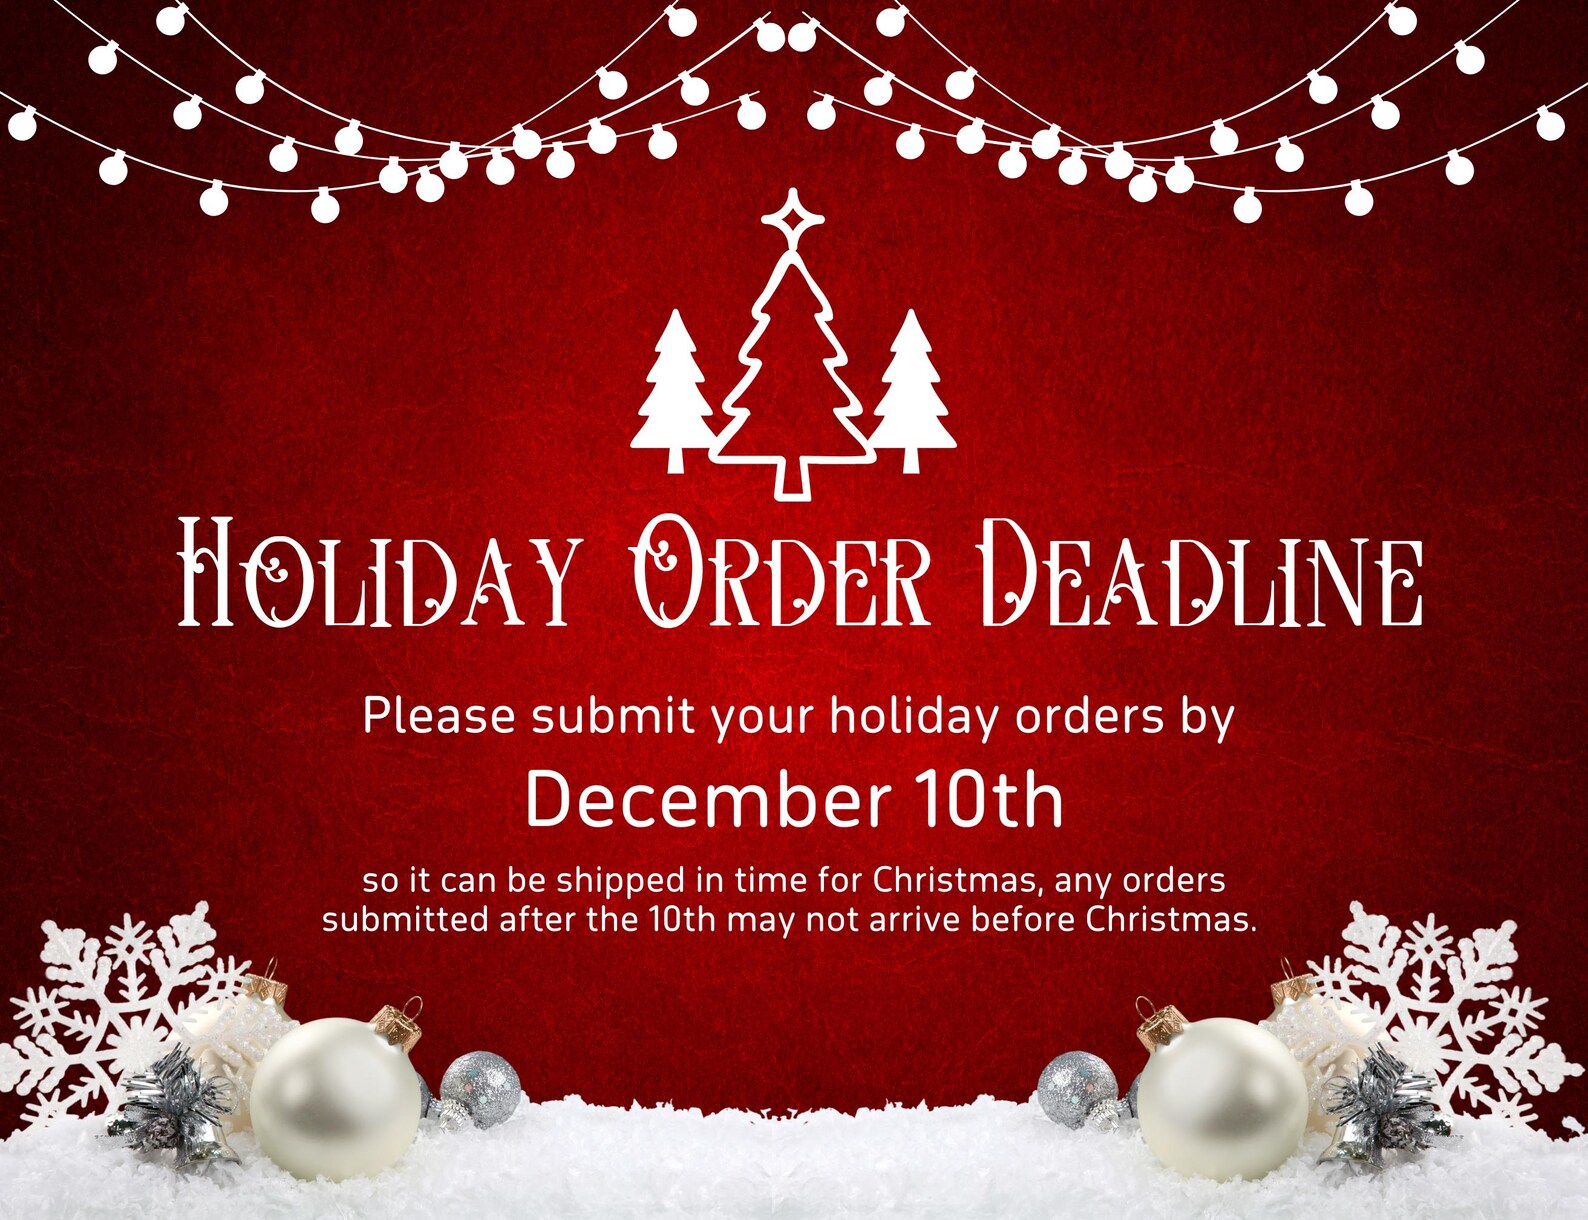 Holiday Order Deadline
Please submit your holiday orders by
December 10th
so it can be shipped in time for Christmas, any orders
submitted after the 10th may not arrive before Christmas.